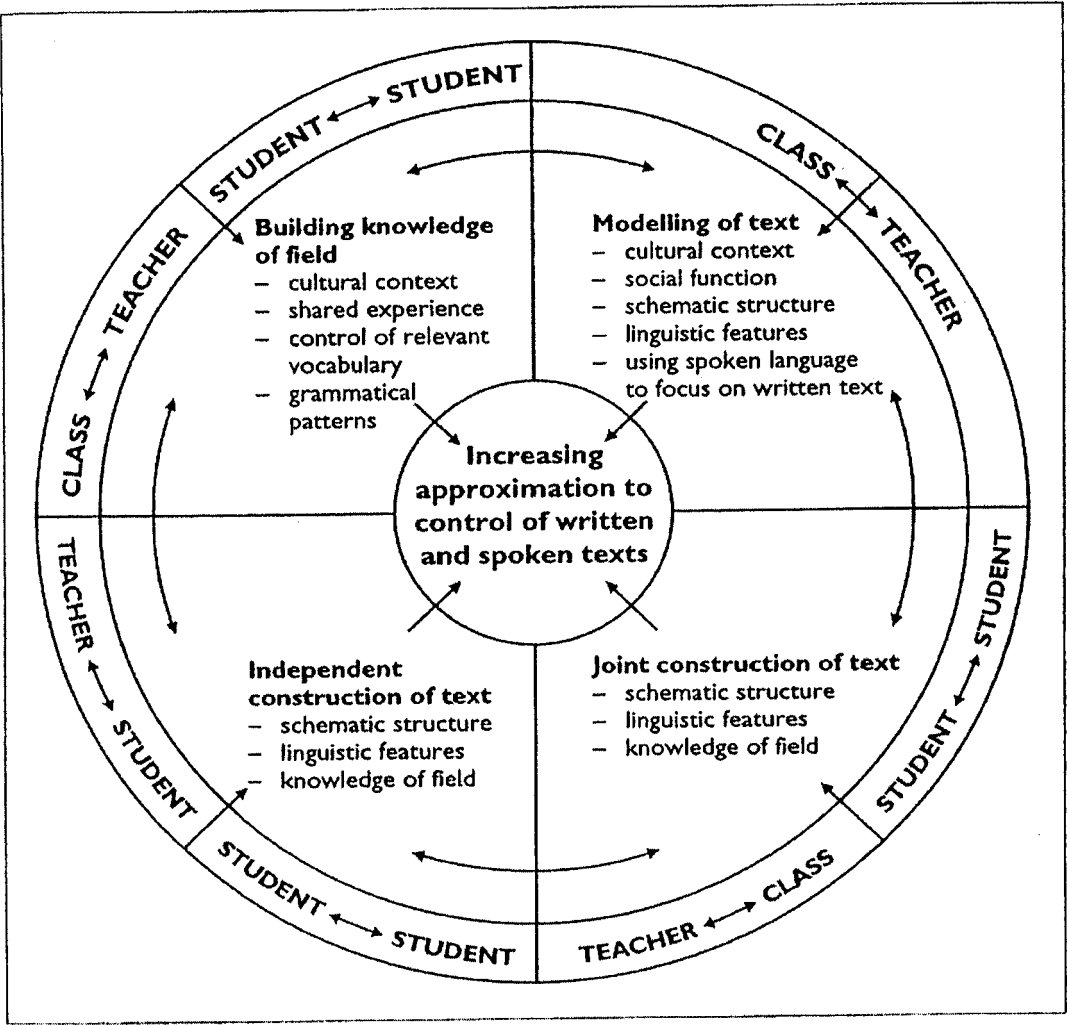 STUDENT ↔ STUDENT
CLASS ↔ TEACHER
CLASS ↔ TEACHER
Building knowledge
of field
– cultural context
– shared experience
– control of relevant
vocabulary
– grammatical
patterns
Modelling of text
– cultural context
– social function
– schematic structure
– linguistic features
– using spoken language
to focus on written text
Increasing
approximation to
control of written
and spoken texts
Independent
construction of text
– schematic structure
– linguistic features
– knowledge of field
Joint construction of text
– schematic structure
– linguistic features
– knowledge of field
TEACHER ↔ STUDENT
STUDENT ↔ STUDENT
TEACHER ↔ CLASS
STUDENT ↔ STUDENT